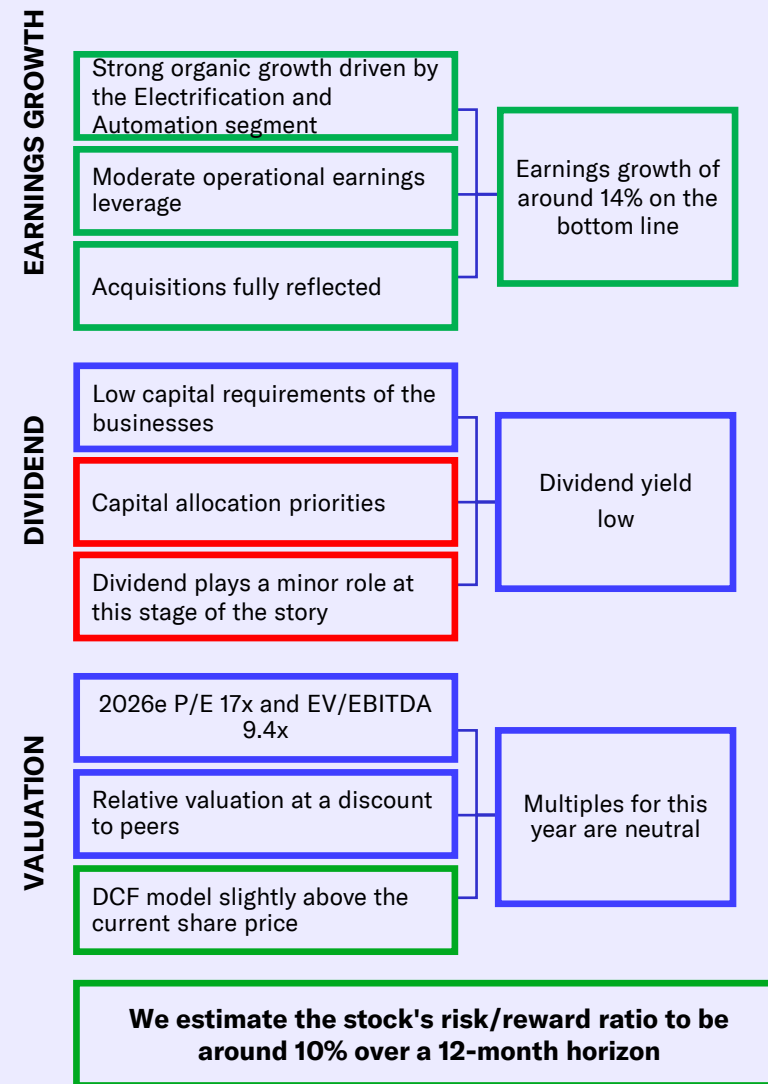 EARNINGS GROWTH
Strong organic growth driven by
the Electrification and
Automation segment
Moderate operational earnings
leverage
Acquisitions fully reflected
Earnings growth of
around 14% on the
bottom line
DIVIDEND
Low capital requirements of the
businesses
Capital allocation priorities
Dividend plays a minor role at
this stage of the story
Dividend yield
low
VALUATION
2026e P/E 17x and EV/EBITDA
9.4x
Relative valuation at a discount
to peers
DCF model slightly above the
current share price
Multiples for this
year are neutral
We estimate the stock's risk/reward ratio to be
around 10% over a 12-month horizon